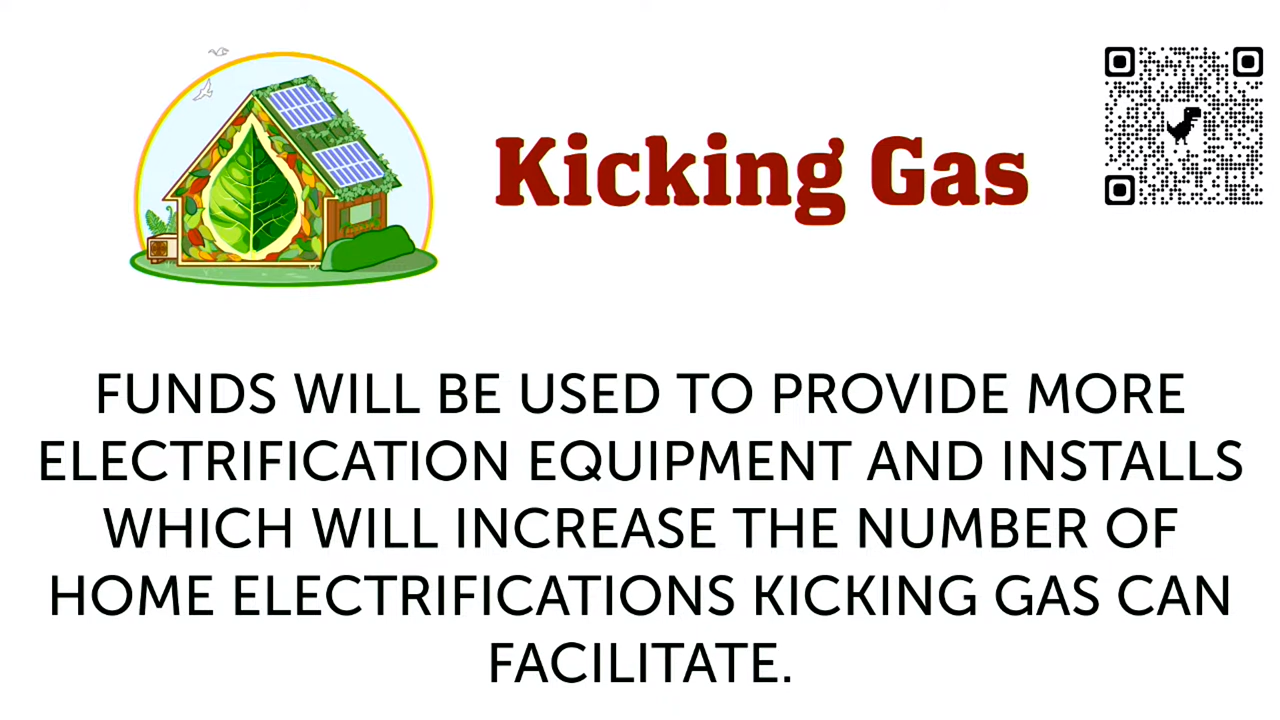 Kicking Gas
FUNDS WILL BE USED TO PROVIDE MORE
ELECTRIFICATION EQUIPMENT AND INSTALLS
WHICH WILL INCREASE THE NUMBER OF
HOME ELECTRIFICATIONS KICKING GAS CAN
FACILITATE.